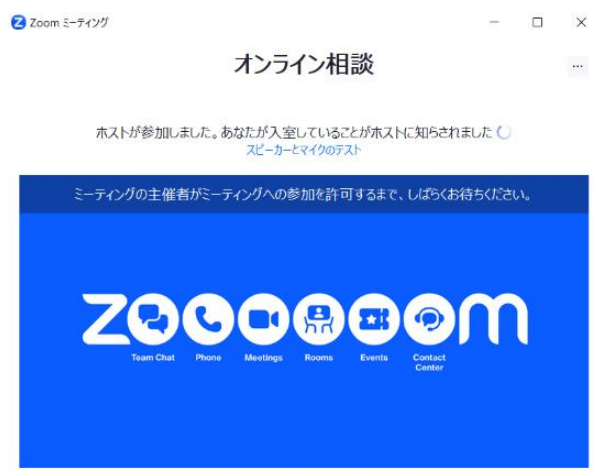 Zoom ミーティング
オンライン相談
ホストが参加しました。あなたが入室していることがホストに知らされました
スピーカーとマイクのテスト
ミーティングの主催者がミーティングへの参加を許可するまで、しばらくお待ちください。
zoooooom
Team Chat Phone Meetings Rooms Events Contact Center